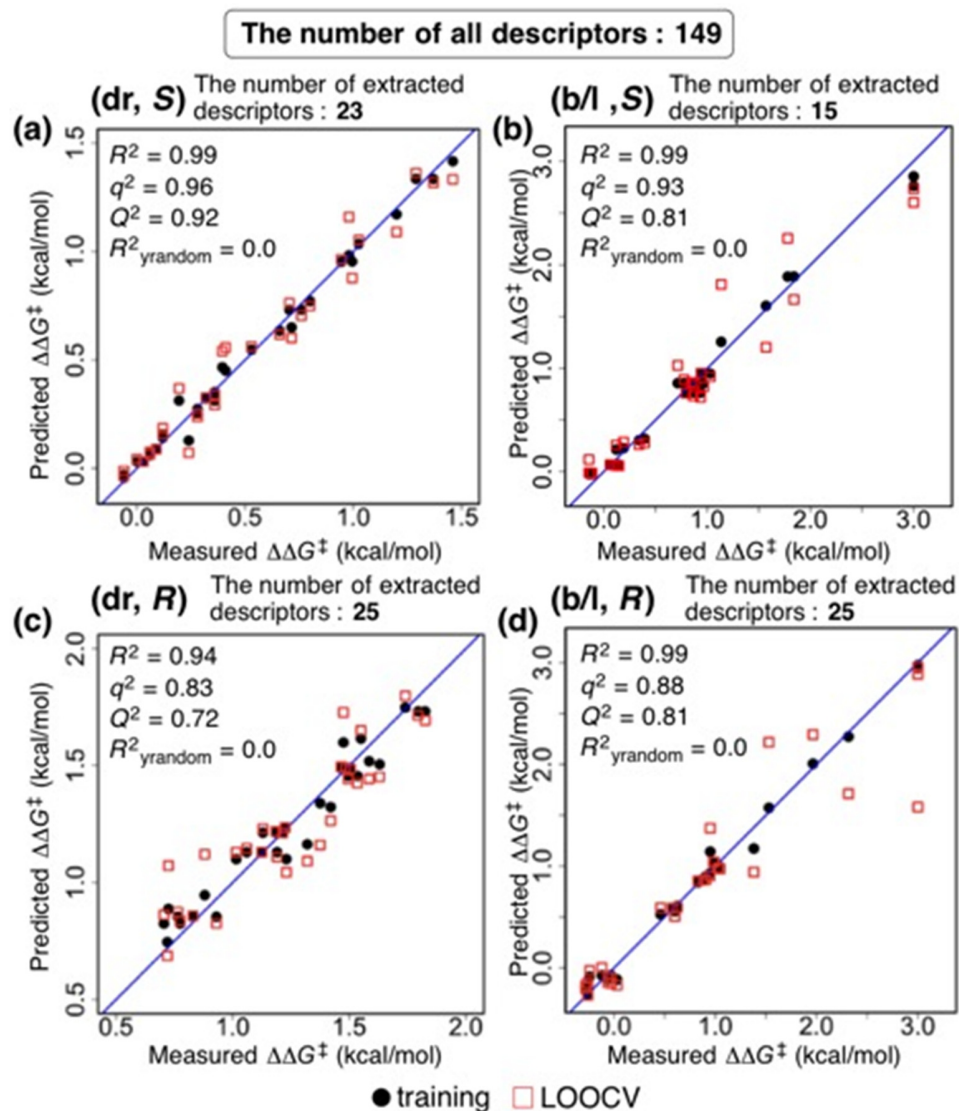 The number of all descriptors : 149
(dr, S) The number of extracted
descriptors : 23
(a)
R² = 0.99
q² = 0.96
Q² = 0.92
R²yrandom = 0.0
Predicted ΔΔG‡ (kcal/mol)
1.5
1.0
0.5
0.0
0.0 0.5 1.0 1.5
Measured ΔΔG‡ (kcal/mol)
(b/l ,S) The number of extracted
descriptors : 15
(b)
R² = 0.99
q² = 0.93
Q² = 0.81
R²yrandom = 0.0
Predicted ΔΔG‡ (kcal/mol)
3.0
2.0
1.0
0.0
0.0 1.0 2.0 3.0
Measured ΔΔG‡ (kcal/mol)
(dr, R) The number of extracted
descriptors : 25
(c)
R² = 0.94
q² = 0.83
Q² = 0.72
R²yrandom = 0.0
Predicted ΔΔG‡ (kcal/mol)
2.0
1.5
1.0
0.5
0.5 1.0 1.5 2.0
Measured ΔΔG‡ (kcal/mol)
(b/l, R) The number of extracted
descriptors : 25
(d)
R² = 0.99
q² = 0.88
Q² = 0.81
R²yrandom = 0.0
Predicted ΔΔG‡ (kcal/mol)
3.0
2.0
1.0
0.0
0.0 1.0 2.0 3.0
Measured ΔΔG‡ (kcal/mol)
training LOOCV